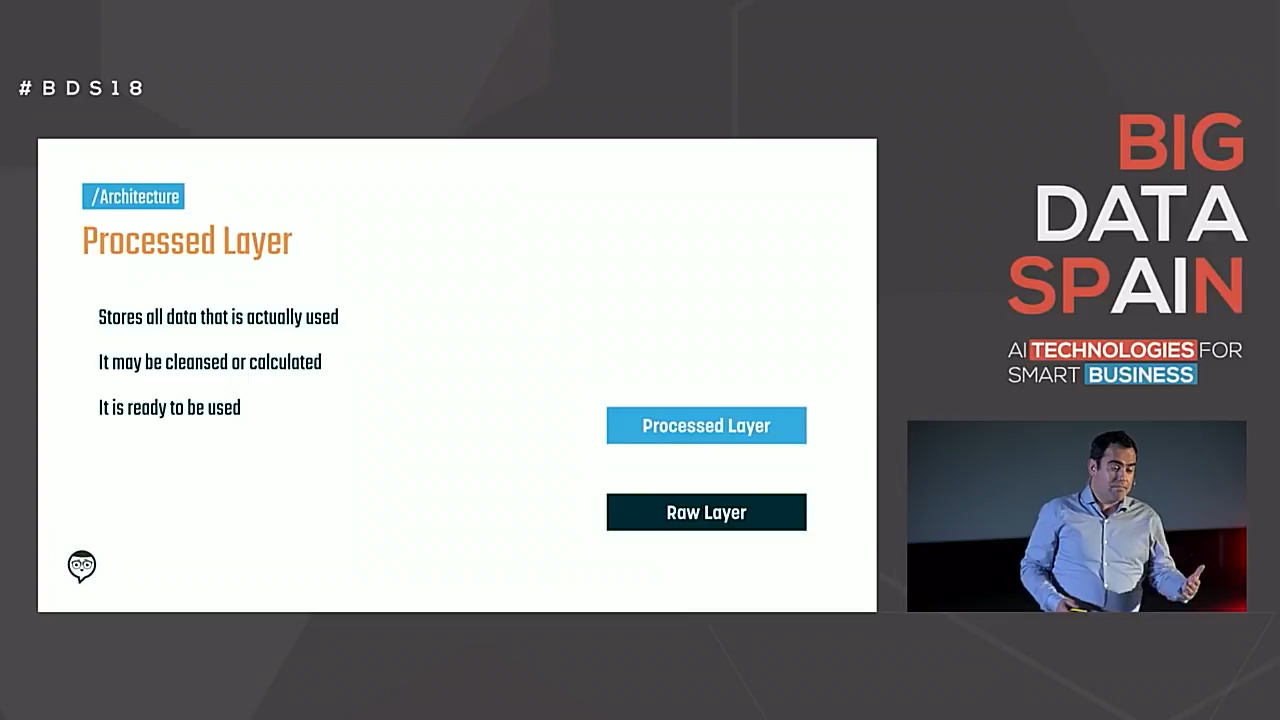 #BDS18
/Architecture
Processed Layer
Stores all data that is actually used
It may be cleansed or calculated
It is ready to be used
Processed Layer
Raw Layer
BIG
DATA
SPAIN
AI TECHNOLOGIES FOR
SMART BUSINESS